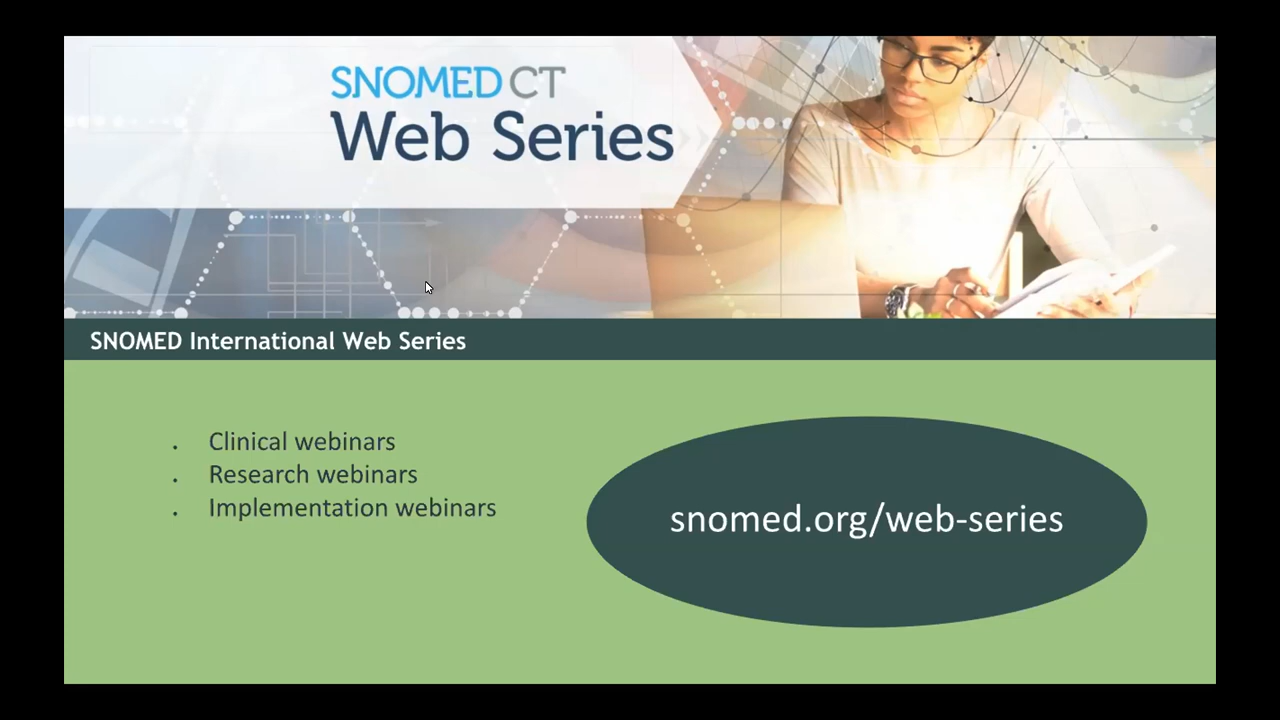 SNOMED CT
Web Series
SNOMED International Web Series
. Clinical webinars
. Research webinars
. Implementation webinars
snomed.org/web-series